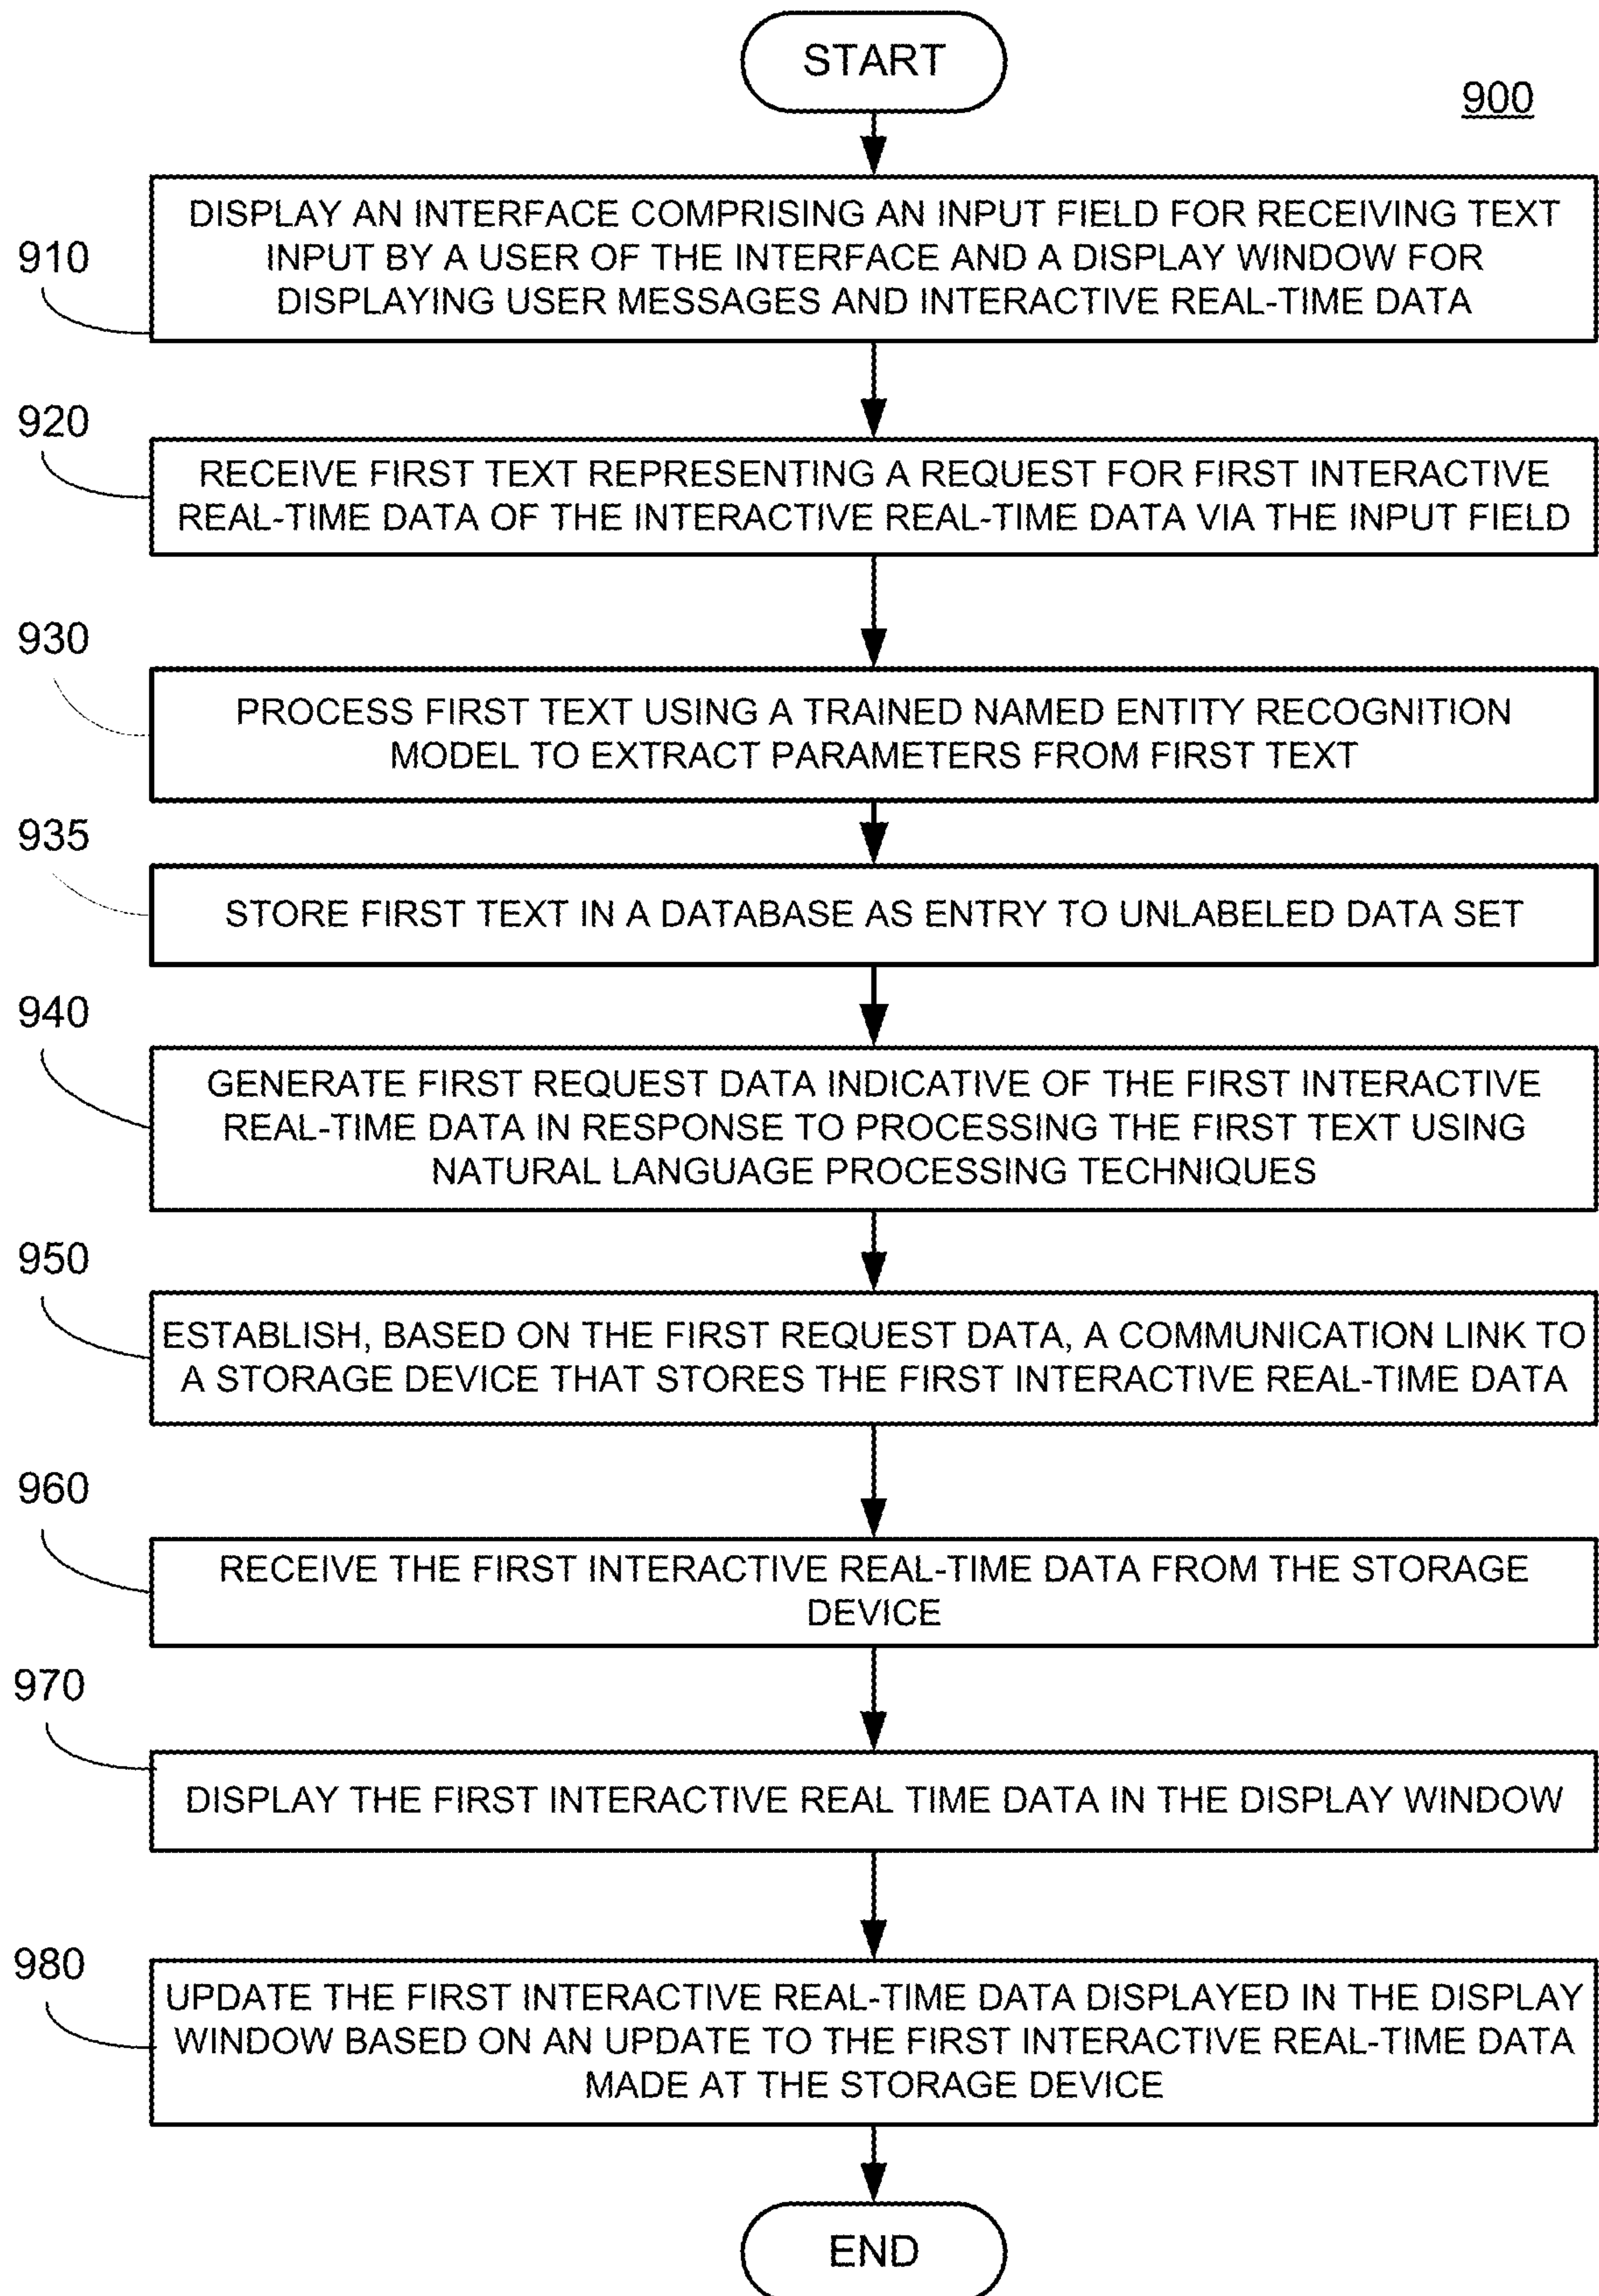 START
900
910
DISPLAY AN INTERFACE COMPRISING AN INPUT FIELD FOR RECEIVING TEXT
INPUT BY A USER OF THE INTERFACE AND A DISPLAY WINDOW FOR
DISPLAYING USER MESSAGES AND INTERACTIVE REAL-TIME DATA
920
RECEIVE FIRST TEXT REPRESENTING A REQUEST FOR FIRST INTERACTIVE
REAL-TIME DATA OF THE INTERACTIVE REAL-TIME DATA VIA THE INPUT FIELD
930
PROCESS FIRST TEXT USING A TRAINED NAMED ENTITY RECOGNITION
MODEL TO EXTRACT PARAMETERS FROM FIRST TEXT
935
STORE FIRST TEXT IN A DATABASE AS ENTRY TO UNLABELED DATA SET
940
GENERATE FIRST REQUEST DATA INDICATIVE OF THE FIRST INTERACTIVE
REAL-TIME DATA IN RESPONSE TO PROCESSING THE FIRST TEXT USING
NATURAL LANGUAGE PROCESSING TECHNIQUES
950
ESTABLISH, BASED ON THE FIRST REQUEST DATA, A COMMUNICATION LINK TO
A STORAGE DEVICE THAT STORES THE FIRST INTERACTIVE REAL-TIME DATA
960
RECEIVE THE FIRST INTERACTIVE REAL-TIME DATA FROM THE STORAGE
DEVICE
970
DISPLAY THE FIRST INTERACTIVE REAL TIME DATA IN THE DISPLAY WINDOW
980
UPDATE THE FIRST INTERACTIVE REAL-TIME DATA DISPLAYED IN THE DISPLAY
WINDOW BASED ON AN UPDATE TO THE FIRST INTERACTIVE REAL-TIME DATA
MADE AT THE STORAGE DEVICE
END